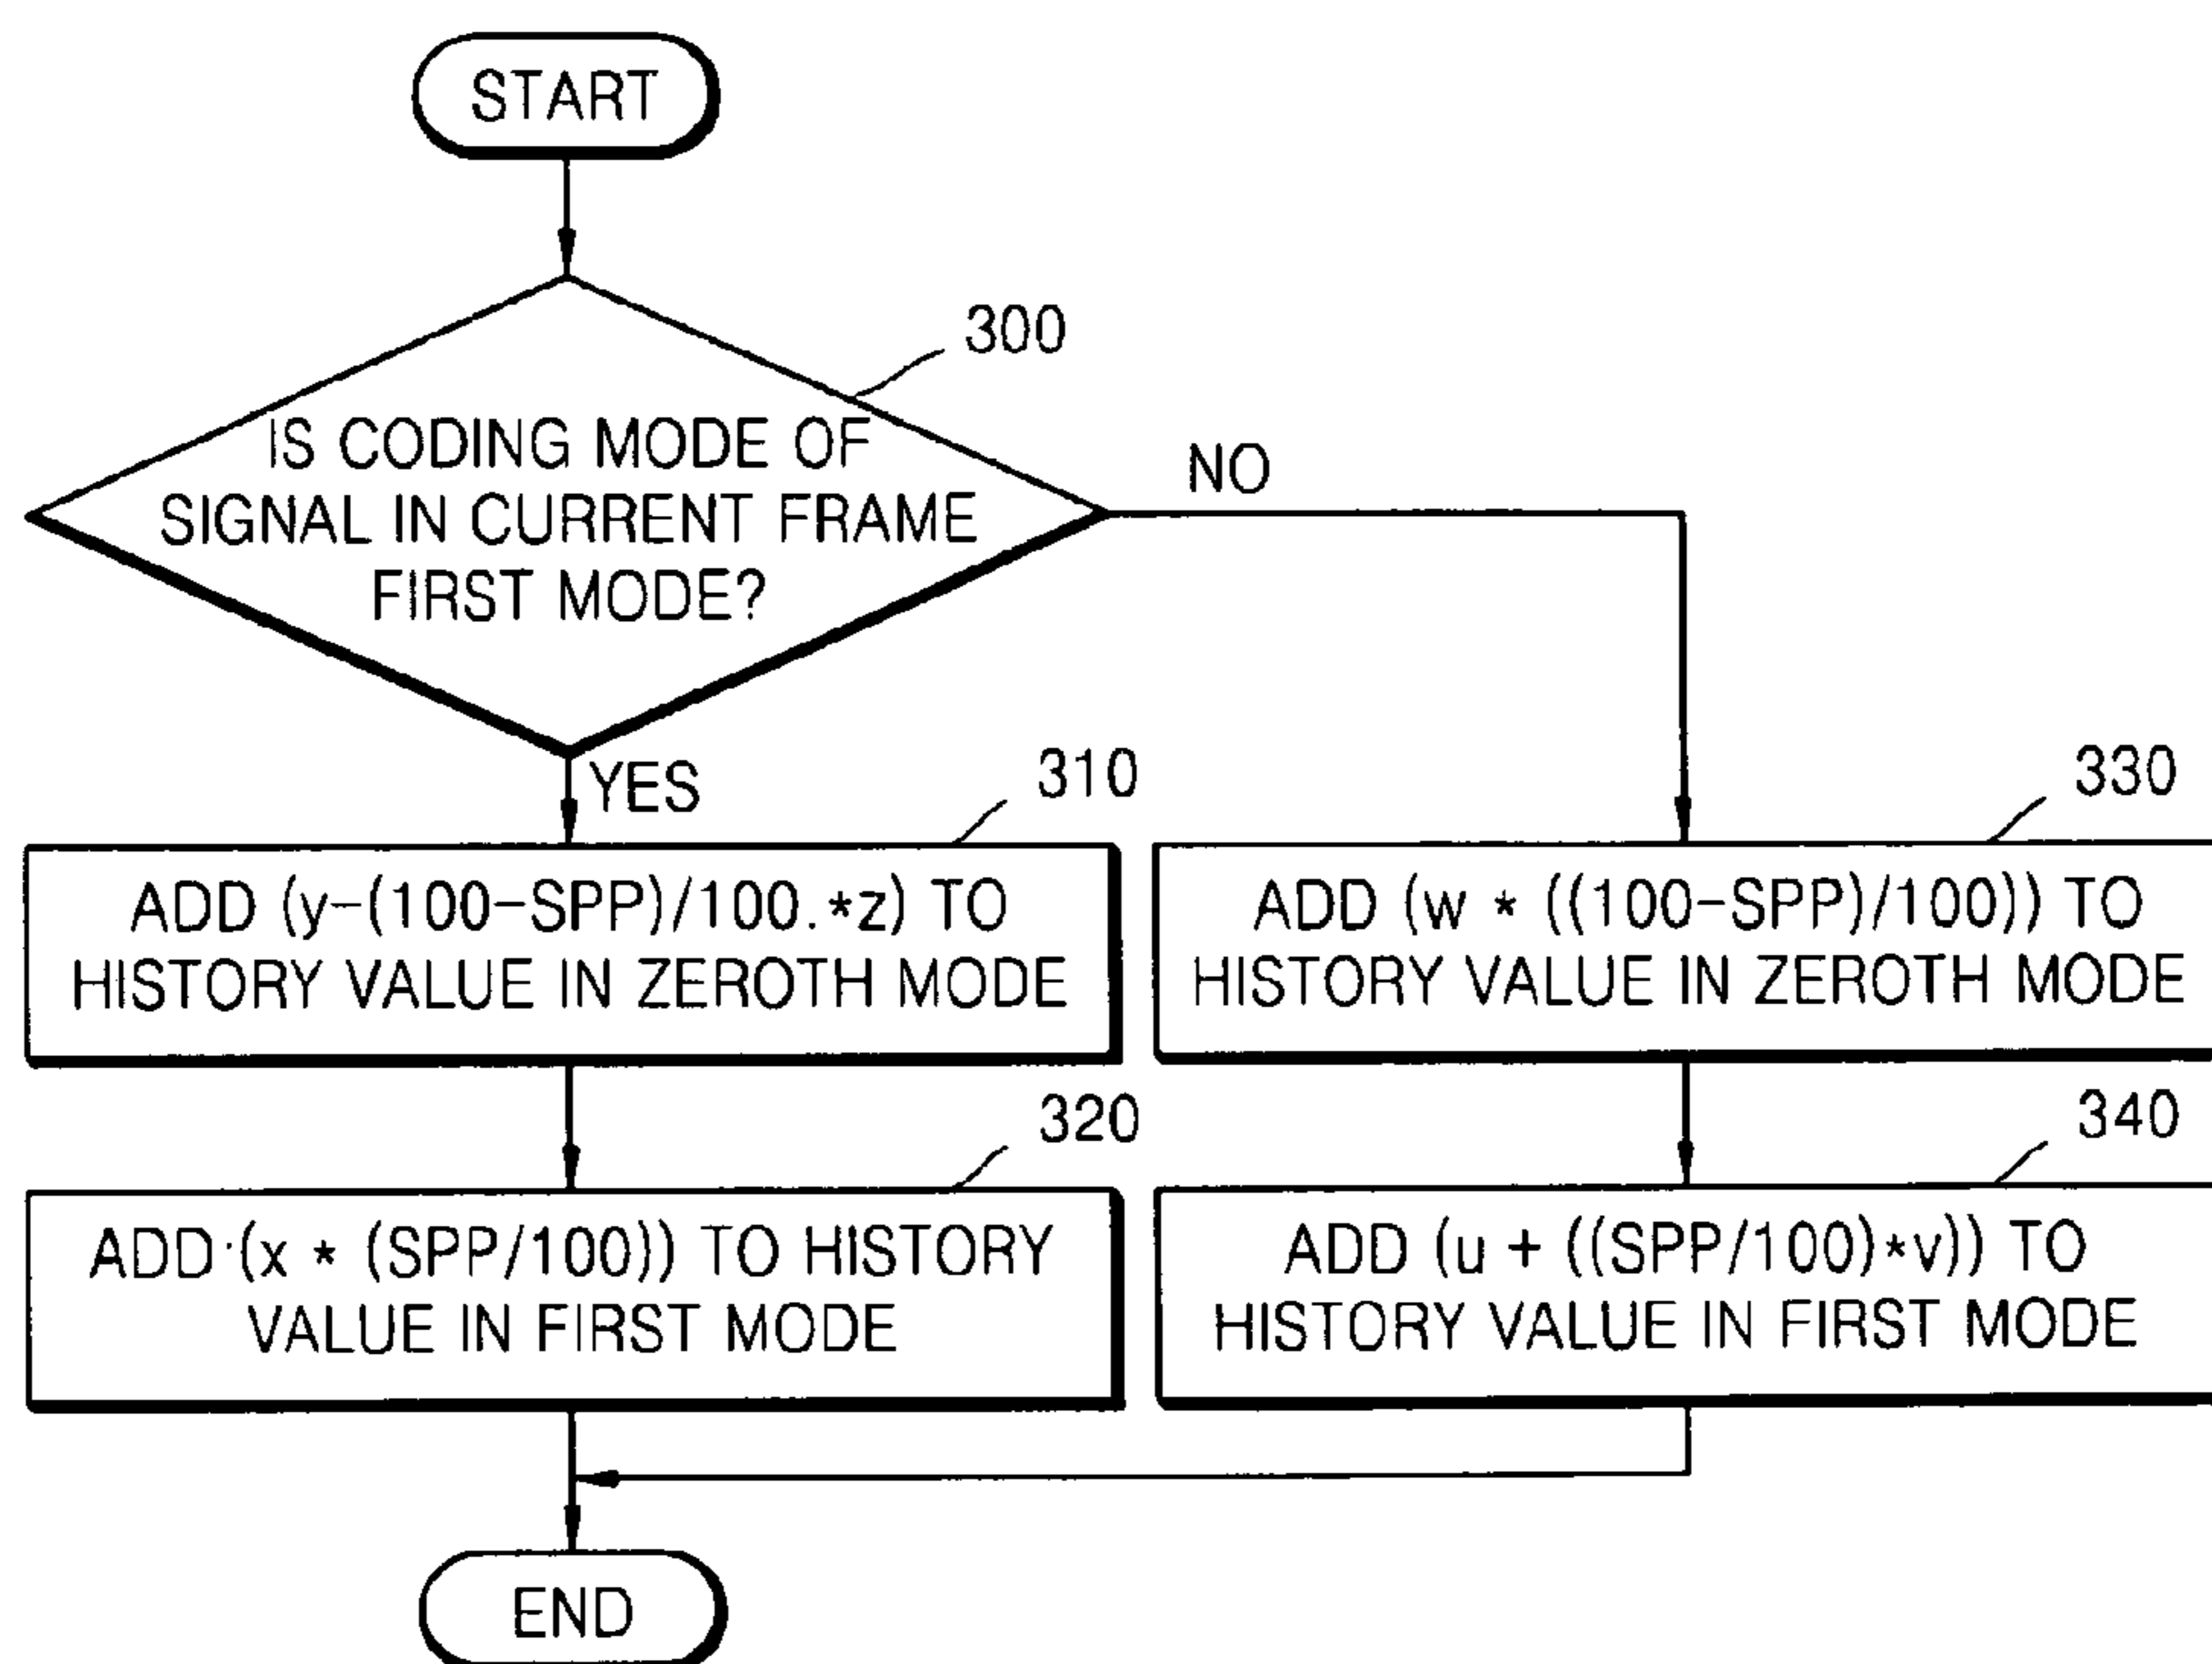 START
300
IS CODING MODE OF
SIGNAL IN CURRENT FRAME
FIRST MODE?
NO
YES
310
ADD (y-(100-SPP)/100.*z) TO
HISTORY VALUE IN ZEROTH MODE
330
ADD (w * ((100-SPP)/100)) TO
HISTORY VALUE IN ZEROTH MODE
320
ADD (x * (SPP/100)) TO HISTORY
VALUE IN FIRST MODE
340
ADD (u + ((SPP/100)*v)) TO
HISTORY VALUE IN FIRST MODE
END